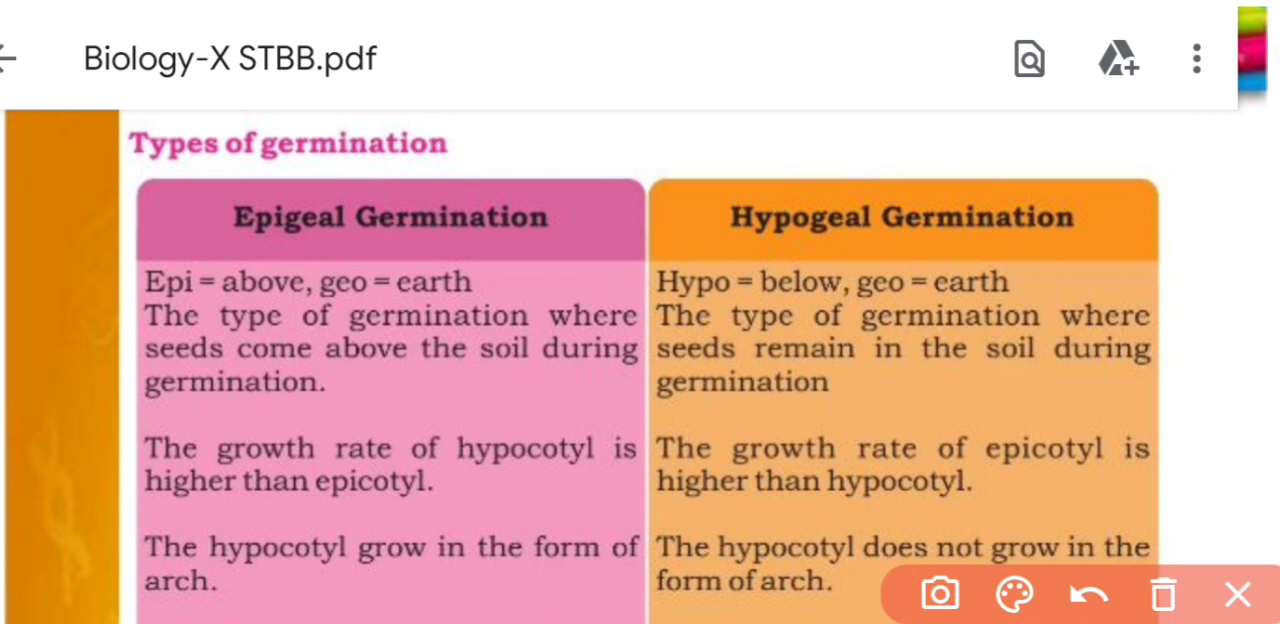 Biology-X STBB.pdf
Types of germination
Epigeal Germination
Epi = above, geo = earth
The type of germination where
seeds come above the soil during
germination.
The growth rate of hypocotyl is
higher than epicotyl.
The hypocotyl grow in the form of
arch.
Hypogeal Germination
Hypo = below, geo = earth
The type of germination where
seeds remain in the soil during
germination
The growth rate of epicotyl is
higher than hypocotyl.
The hypocotyl does not grow in the
form of arch.